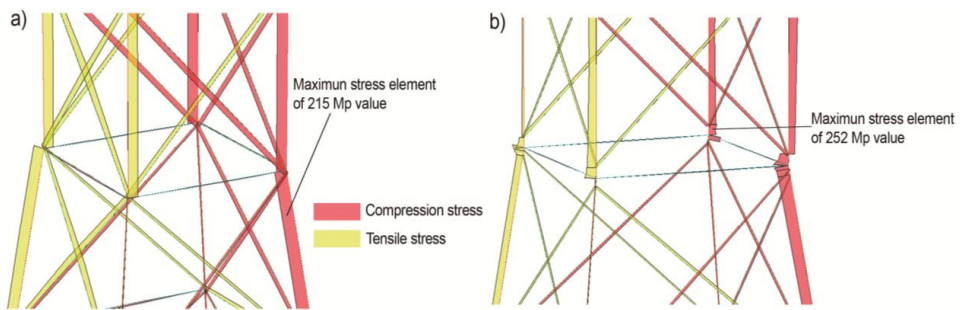 a)
Maximun stress element
of 215 Mp value
Compression stress
Tensile stress
b)
Maximun stress element
of 252 Mp value